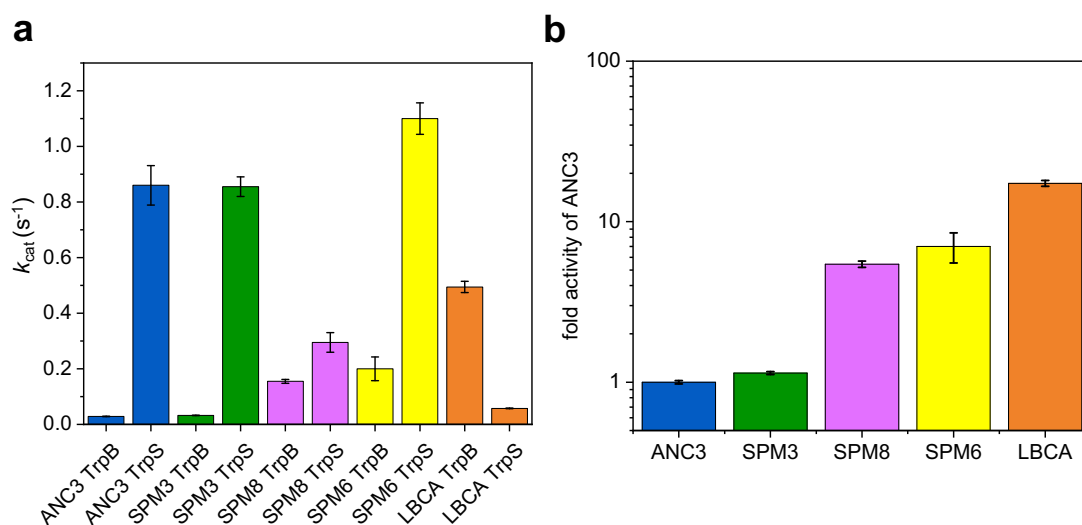 a
k_cat (s⁻¹)
1.2
1.0
0.8
0.6
0.4
0.2
0.0
ANC3 TrpB
ANC3 TrpS
SPM3 TrpB
SPM3 TrpS
SPM8 TrpB
SPM8 TrpS
SPM6 TrpB
SPM6 TrpS
LBCA TrpB
LBCA TrpS
b
fold activity of ANC3
100
10
1
ANC3
SPM3
SPM8
SPM6
LBCA